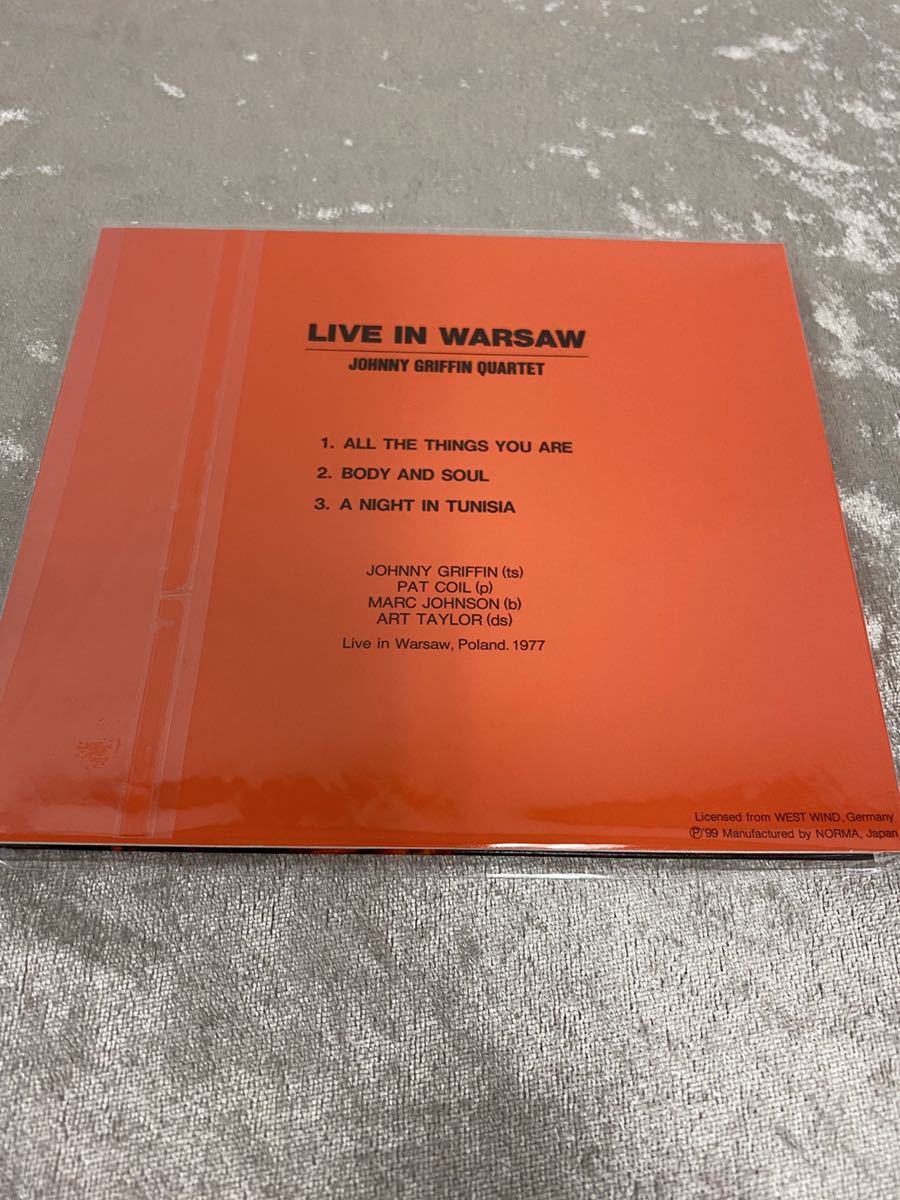 LIVE IN WARSAW
JOHNNY GRIFFIN QUARTET
1. ALL THE THINGS YOU ARE
2. BODY AND SOUL
3. A NIGHT IN TUNISIA
JOHNNY GRIFFIN (ts)
PAT COIL (p)
MARC JOHNSON (b)
ART TAYLOR (ds)
Live in Warsaw, Poland. 1977
Licensed from WEST WIND, Germany
Ⓟ'99 Manufactured by NORMA, Japan